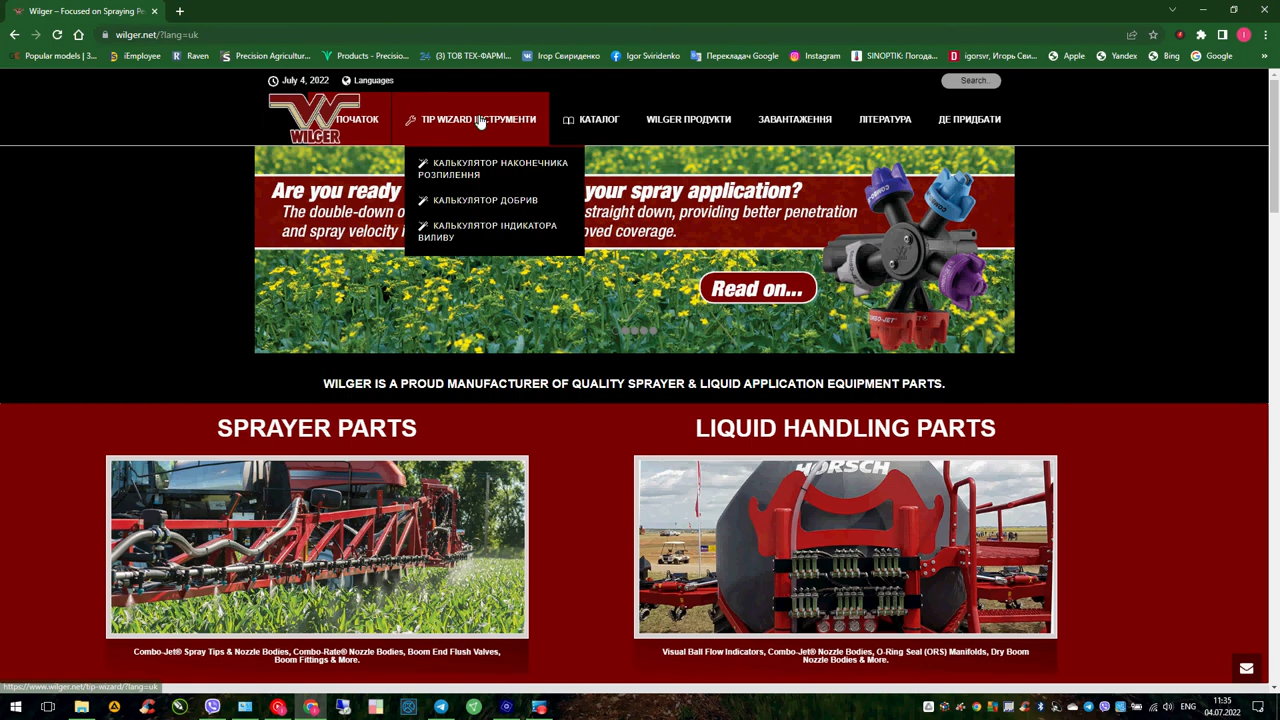 Wilger – Focused on Spraying Pr
wilger.net/?lang=uk
Popular models | 3...
iEmployee
Raven
Precision Agricultur...
Products - Precisio...
(3) ТОВ ТЕХ-ФАРМІ...
Ігор Свириденко
Igor Sviridenko
Перекладач Google
Instagram
SINOPTIK: Погода...
igorsvr, Игорь Сви...
Apple
Yandex
Bing
Google
July 4, 2022
Languages
Search..
WILGER
ПОЧАТОК
TIP WIZARD ІНСТРУМЕНТИ
КАТАЛОГ
WILGER ПРОДУКТИ
ЗАВАНТАЖЕННЯ
ЛІТЕРАТУРА
ДЕ ПРИДБАТИ
КАЛЬКУЛЯТОР НАКОНЕЧНИКА
РОЗПИЛЕННЯ
КАЛЬКУЛЯТОР ДОБРИВ
КАЛЬКУЛЯТОР ІНДИКАТОРА
ВИЛИВУ
Are you ready your spray application?
The double-down o straight down, providing better penetration
and spray velocity i oved coverage.
Read on...
WILGER IS A PROUD MANUFACTURER OF QUALITY SPRAYER & LIQUID APPLICATION EQUIPMENT PARTS.
SPRAYER PARTS
LIQUID HANDLING PARTS
HORSCH
Combo-Jet® Spray Tips & Nozzle Bodies, Combo-Rate® Nozzle Bodies, Boom End Flush Valves,
Boom Fittings & More.
Visual Ball Flow Indicators, Combo-Jet® Nozzle Bodies, O-Ring Seal (ORS) Manifolds, Dry Boom
Nozzle Bodies & More.
https://www.wilger.net/tip-wizard/?lang=uk
ENG
11:35
04.07.2022